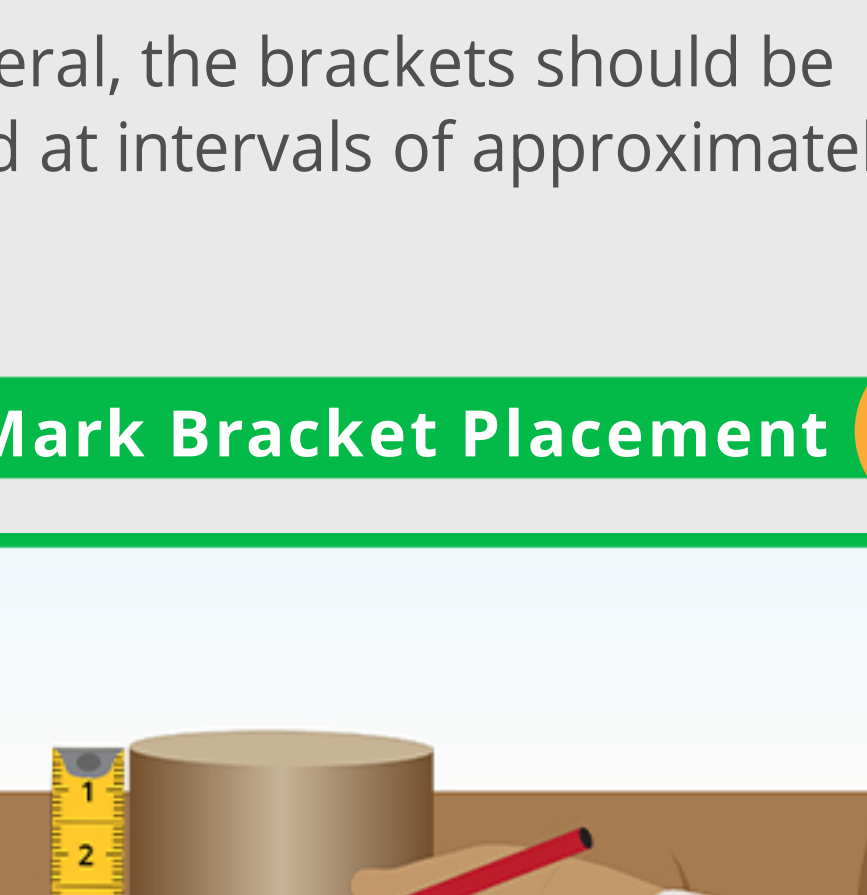 eral, the brackets should be
d at intervals of approximatel
Mark Bracket Placement
1
2